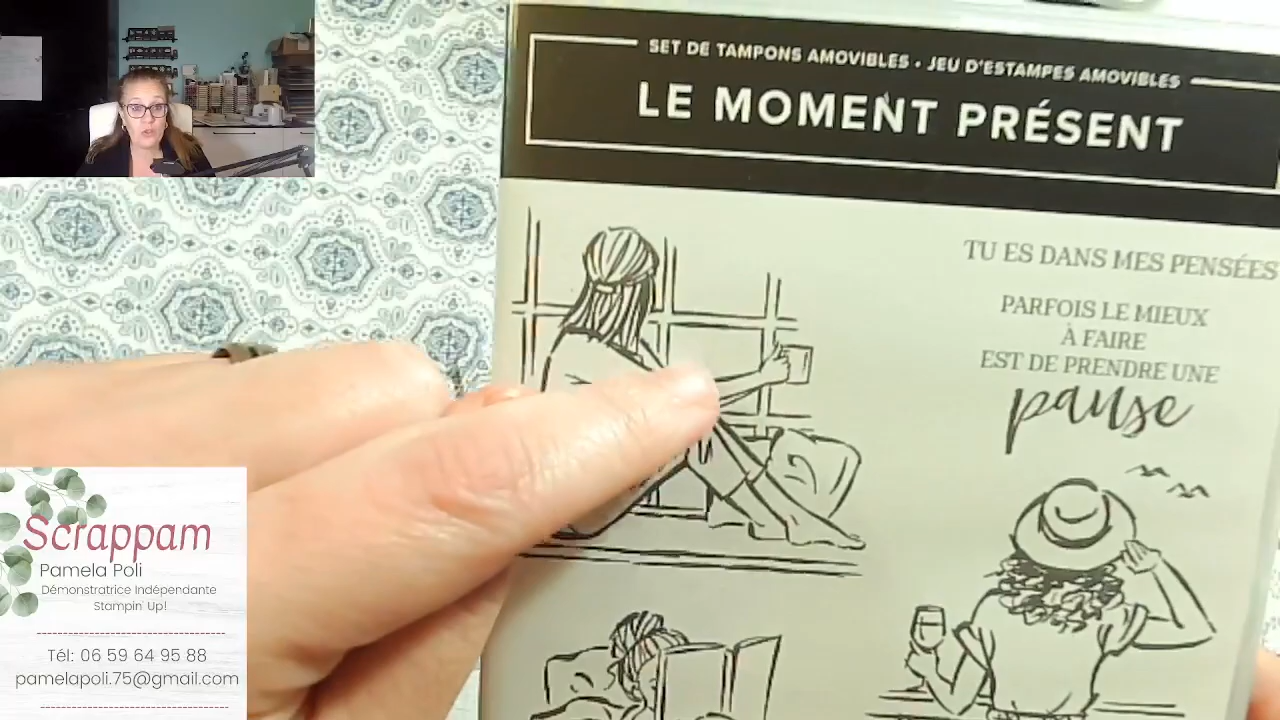 SET DE TAMPONS AMOVIBLES • JEU D'ESTAMPES AMOVIBLES
LE MOMENT PRÉSENT
TU ES DANS MES PENSÉES
PARFOIS LE MIEUX
À FAIRE
EST DE PRENDRE UNE
pause
Scrappam
Pamela Poli
Démonstratrice Indépendante
Stampin Up!
Tel: 06 59 64 95 88
pamelapoli.75@gmail.com